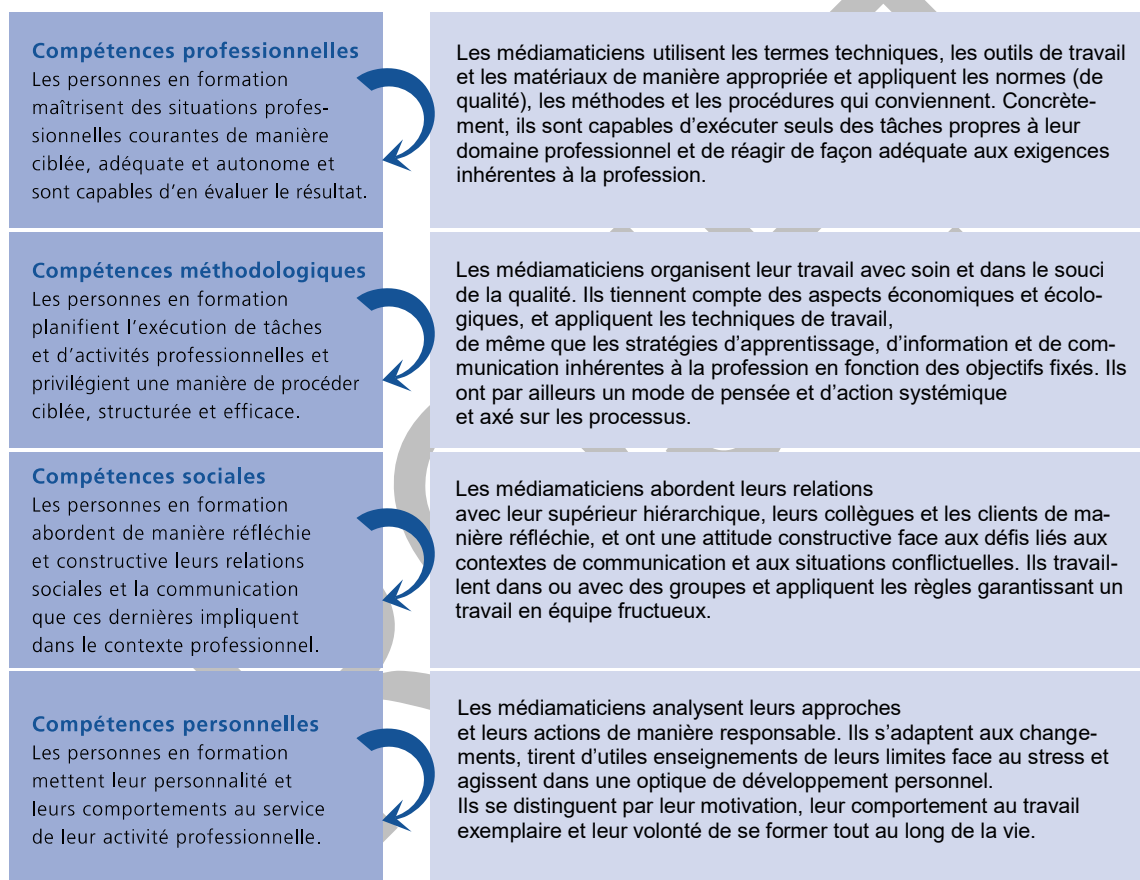 Compétences professionnelles
Les personnes en formation
maîtrisent des situations profes-
sionnelles courantes de manière
ciblée, adéquate et autonome et
sont capables d'en évaluer le résultat.
Les médiamaticiens utilisent les termes techniques, les outils de travail
et les matériaux de manière appropriée et appliquent les normes (de
qualité), les méthodes et les procédures qui conviennent. Concrète-
ment, ils sont capables d'exécuter seuls des tâches propres à leur
domaine professionnel et de réagir de façon adéquate aux exigences
inhérentes à la profession.
Compétences méthodologiques
Les personnes en formation
planifient l'exécution de tâches
et d'activités professionnelles et
privilégient une manière de procéder
ciblée, structurée et efficace.
Les médiamaticiens organisent leur travail avec soin et dans le souci
de la qualité. Ils tiennent compte des aspects économiques et écolo-
giques, et appliquent les techniques de travail,
de même que les stratégies d'apprentissage, d'information et de com-
munication inhérentes à la profession en fonction des objectifs fixés. Ils
ont par ailleurs un mode de pensée et d'action systémique
et axé sur les processus.
Compétences sociales
Les personnes en formation
abordent de manière réfléchie
et constructive leurs relations
sociales et la communication
que ces dernières impliquent
dans le contexte professionnel.
Les médiamaticiens abordent leurs relations
avec leur supérieur hiérarchique, leurs collègues et les clients de ma-
nière réfléchie, et ont une attitude constructive face aux défis liés aux
contextes de communication et aux situations conflictuelles. Ils travail-
lent dans ou avec des groupes et appliquent les règles garantissant un
travail en équipe fructueux.
Compétences personnelles
Les personnes en formation
mettent leur personnalité et
leurs comportements au service
de leur activité professionnelle.
Les médiamaticiens analysent leurs approches
et leurs actions de manière responsable. Ils s'adaptent aux change-
ments, tirent d'utiles enseignements de leurs limites face au stress et
agissent dans une optique de développement personnel.
Ils se distinguent par leur motivation, leur comportement au travail
exemplaire et leur volonté de se former tout au long de la vie.